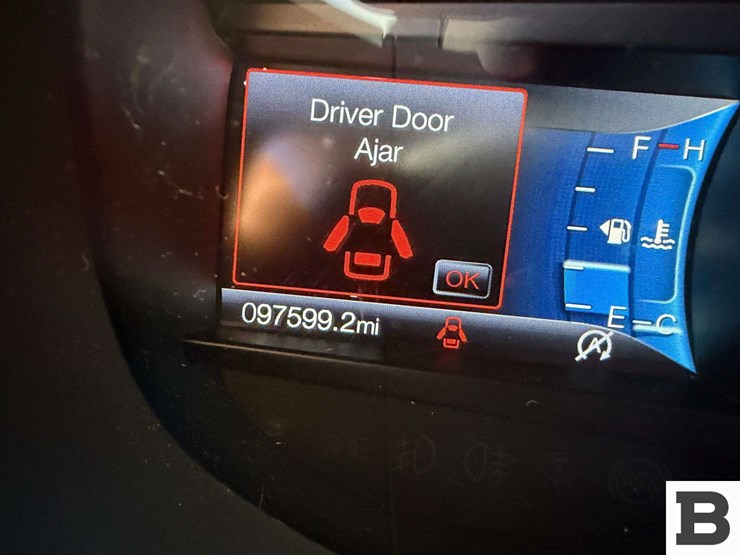 Driver Door
Ajar
OK
F H
E C
097599.2mi
A
B